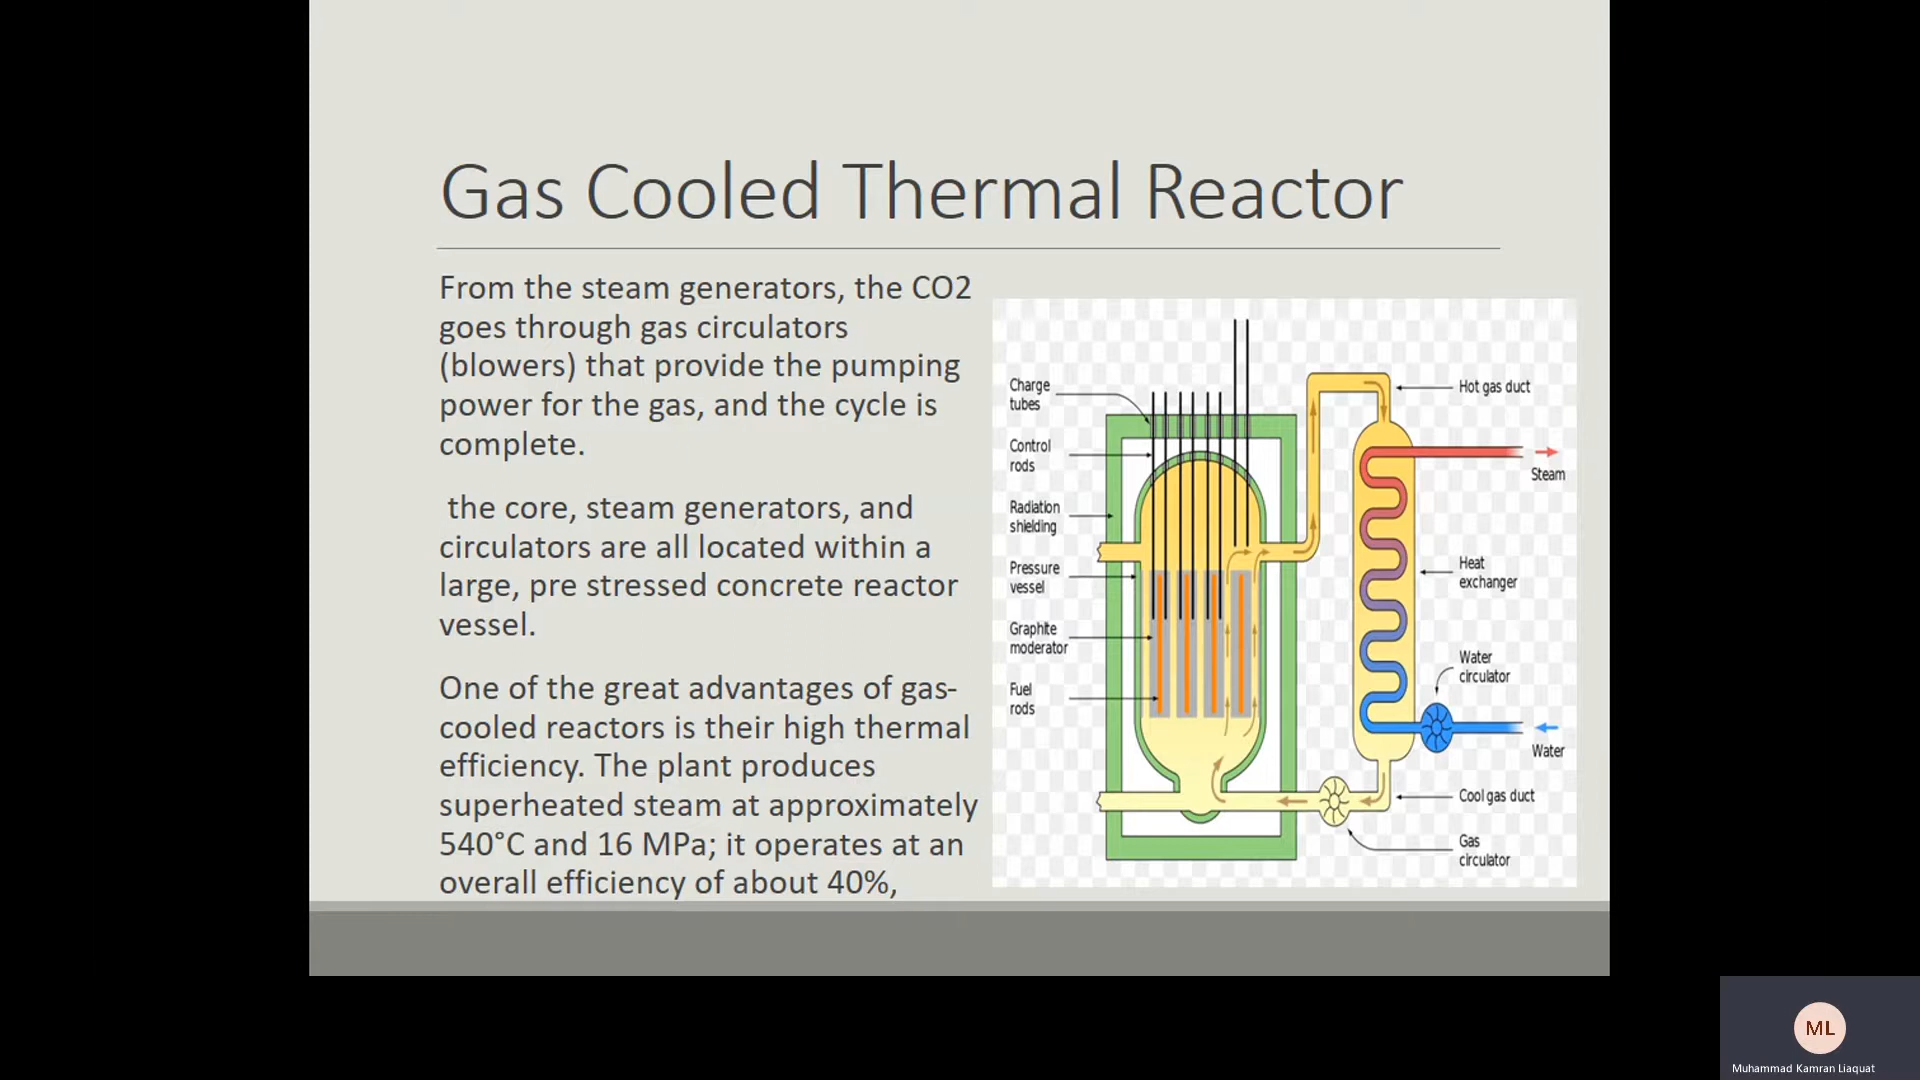 Gas Cooled Thermal Reactor
From the steam generators, the CO2
goes through gas circulators
(blowers) that provide the pumping
power for the gas, and the cycle is
complete.
the core, steam generators, and
circulators are all located within a
large, pre stressed concrete reactor
vessel.
One of the great advantages of gas-
cooled reactors is their high thermal
efficiency. The plant produces
superheated steam at approximately
540°C and 16 MPa; it operates at an
overall efficiency of about 40%,
Charge
tubes
Control
rods
Radiation
shielding
Pressure
vessel
Graphite
moderator
Fuel
rods
Hot gas duct
Steam
Heat
exchanger
Water
circulator
Water
Cool gas duct
Gas
circulator
ML
Muhammad Kamran Liaquat